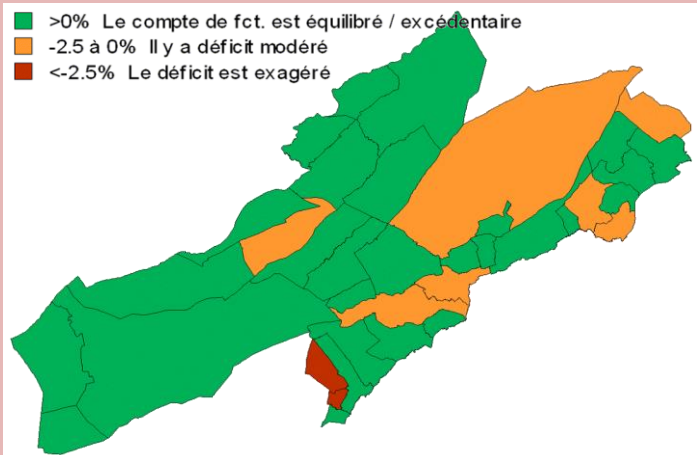 >0% Le compte de fct. est équilibré / excédentaire
-2.5 à 0% Il y a déficit modéré
<-2.5% Le déficit est exagéré